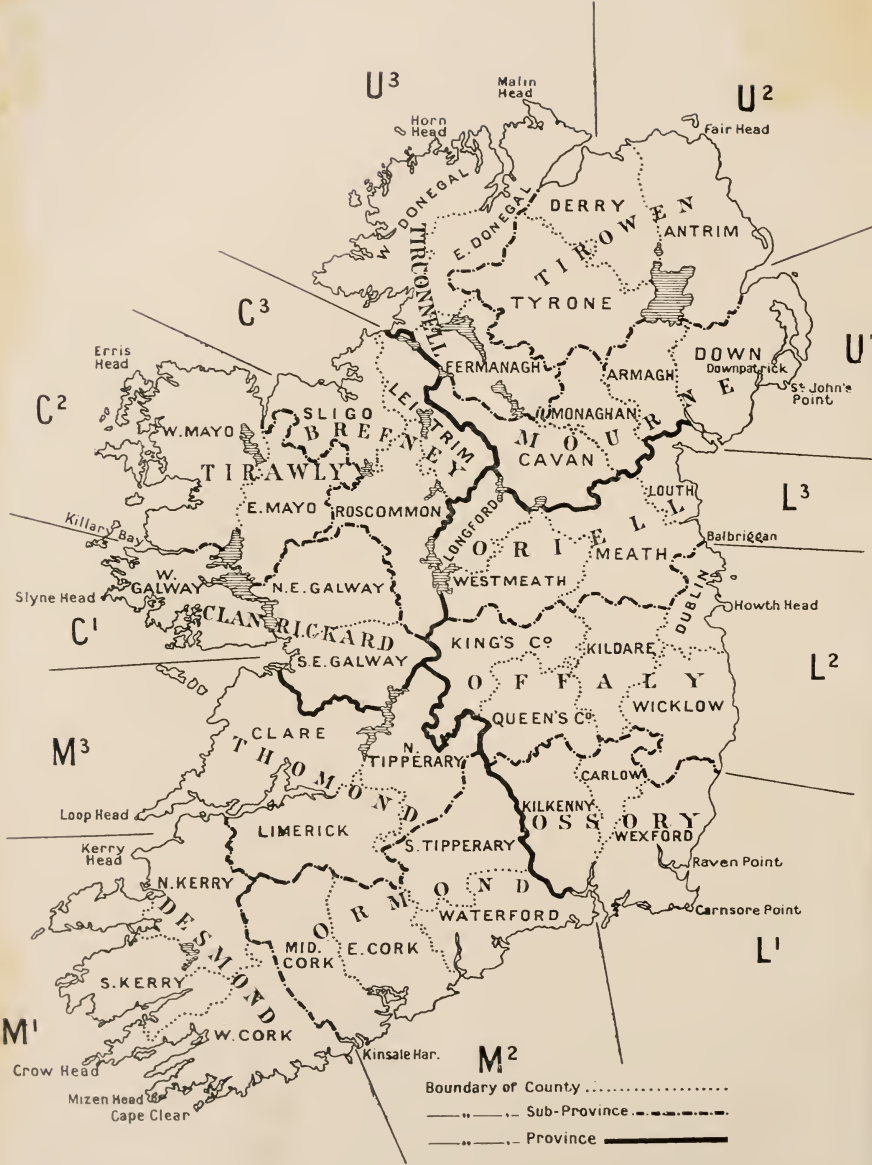 U³
Malin
Head
U²
Horn
Head
Fair Head
W. DONEGAL
E. DONEGAL
TIRCONNELL
DERRY
TIROWEN
ANTRIM
TYRONE
C³
Erris
Head
FERMANAGH
ARMAGH
DOWN
Downpatrick
U
St John's
Point
C²
SLIGO
LEITRIM
MONAGHAN
W. MAYO
BREFNEY
MOURNE
CAVAN
TIRAWLY
E. MAYO
ROSCOMMON
LONGFORD
LOUTH
L³
Killary Bay
ORIELL
MEATH
Balbriggan
W.
GALWAY
N.E. GALWAY
WESTMEATH
DUBLIN
Slyne Head
Howth Head
C¹
CLANRICKARD
KING'S Cº
KILDARE
S.E. GALWAY
L²
OFFALY
WICKLOW
QUEEN'S Cº
M³
CLARE
THOMOND
N.
TIPPERARY
CARLOW
Loop Head
KILKENNY
OSSORY
WEXFORD
LIMERICK
S. TIPPERARY
Kerry
Head
Raven Point
N. KERRY
ORMOND
WATERFORD
Carnsore Point
DESMOND
MID.
CORK
E. CORK
L¹
S. KERRY
W. CORK
M¹
Kinsale Har.
M²
Crow Head
Mizen Head
Cape Clear
Boundary of County
—„—„– Sub-Province
—„—„– Province